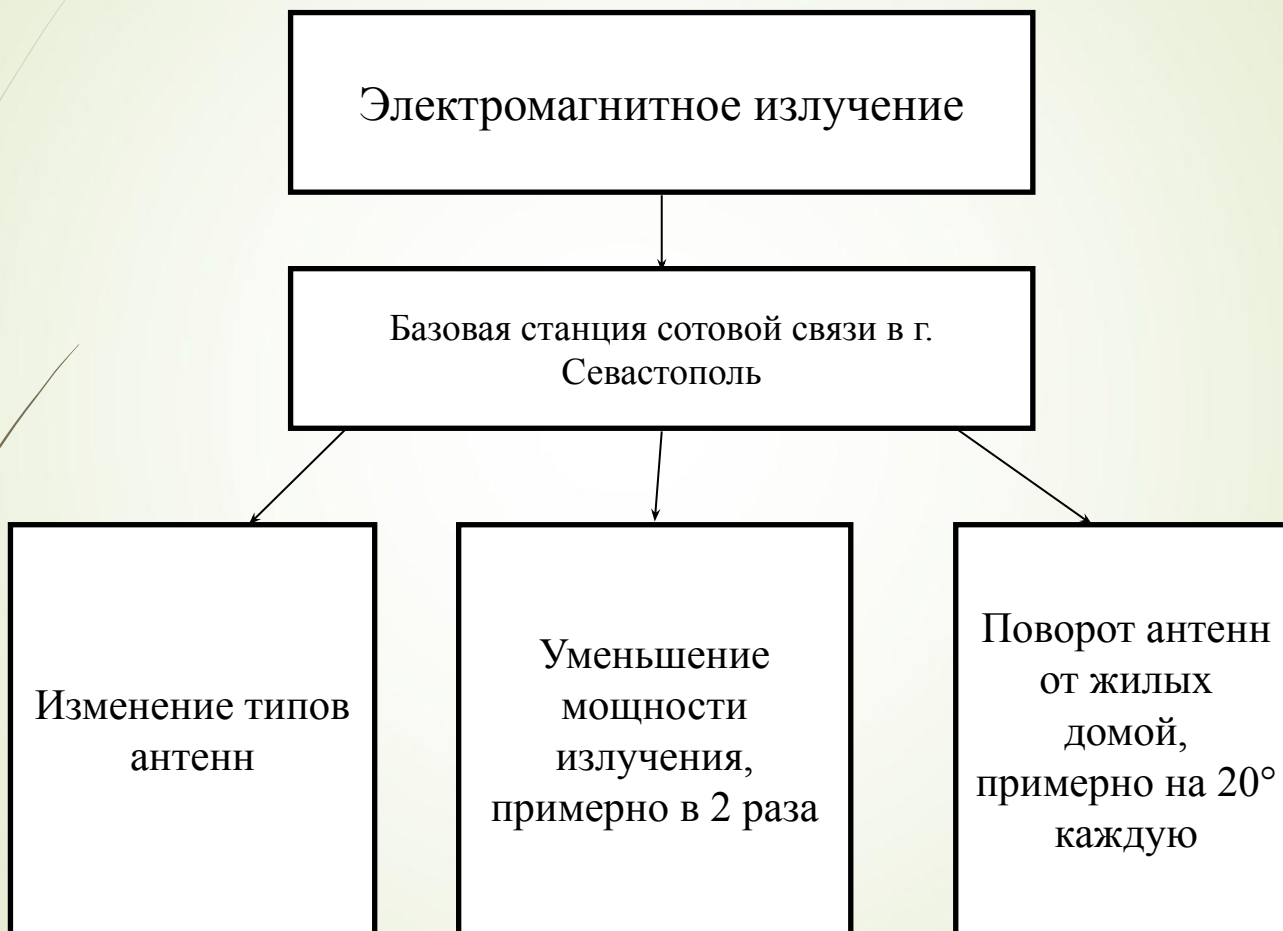 Электромагнитное излучение
Базовая станция сотовой связи в г.
Севастополь
Изменение типов
антенн
Уменьшение
мощности
излучения,
примерно в 2 раза
Поворот антенн
от жилых
домой,
примерно на 20°
каждую